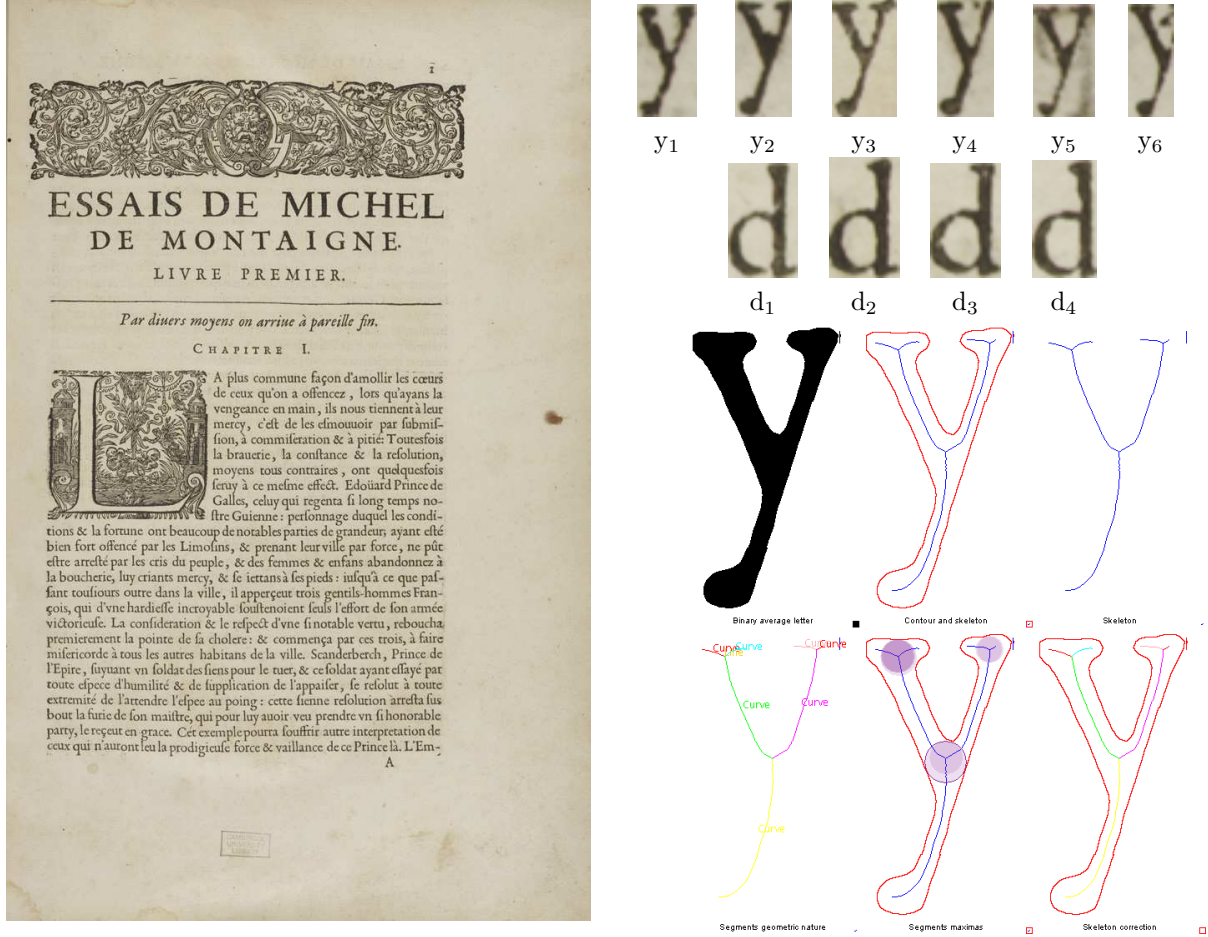 1
ESSAIS DE MICHEL
DE MONTAIGNE.
LIVRE PREMIER.
Par diuers moyens on arriue à pareille fin.
CHAPITRE I.
LA plus commune façon d'amollir les cœurs
de ceux qu'on a offencez, lors qu'ayans la
vengeance en main, ils nous tiennent à leur
mercy, c'eſt de les eſmouuoir par ſubmiſ-
ſion, à commiſeration & à pitié: Toutesfois
la brauerie, la conſtance & la reſolution,
moyens tous contraires, ont quelquesfois
ſeruy à ce meſme effect. Edoüard Prince de
Galles, celuy qui regenta ſi long temps no-
ſtre Guienne: perſonnage duquel les condi-
tions & la fortune ont beaucoup de notables parties de grandeur; ayant eſté
bien fort offencé par les Limoſins, & prenant leur ville par force, ne pût
eſtre arreſté par les cris du peuple, & des femmes & enfans abandonnez à
la boucherie, luy criants mercy, & ſe iettans à ſes pieds: iuſqu'à ce que paſ-
ſant touſiours outre dans la ville, il apperçeut trois gentils-hommes Fran-
çois, qui d'vne hardieſſe incroyable ſouſtenoient ſeuls l'effort de ſon armée
victorieuſe. La conſideration & le reſpect d'vne ſi notable vertu, reboucha
premierement la pointe de ſa cholere: & commença par ces trois, à faire
miſericorde à tous les autres habitans de la ville. Scanderberch, Prince de
l'Epire, ſuyuant vn ſoldat des ſiens pour le tuer, & ce ſoldat ayant eſſayé par
toute eſpece d'humilité & de ſupplication de l'appaiſer, ſe reſolut à toute
extremité de l'attendre l'eſpee au poing: cette ſienne reſolution arreſta ſus
bout la furie de ſon maiſtre, qui pour luy auoir veu prendre vn ſi honorable
party, le reçeut en grace. Cét exemple pourra ſouffrir autre interpretation de
ceux qui n'auront leu la prodigieuſe force & vaillance de ce Prince là. L'Em-
A
y1 y2 y3 y4 y5 y6
d1 d2 d3 d4
Binary average letter
Contour and skeleton
Skeleton
Curve
Curve
Curve
Curve
Curve
Segments geometric nature
Segments maximas
Skeleton correction